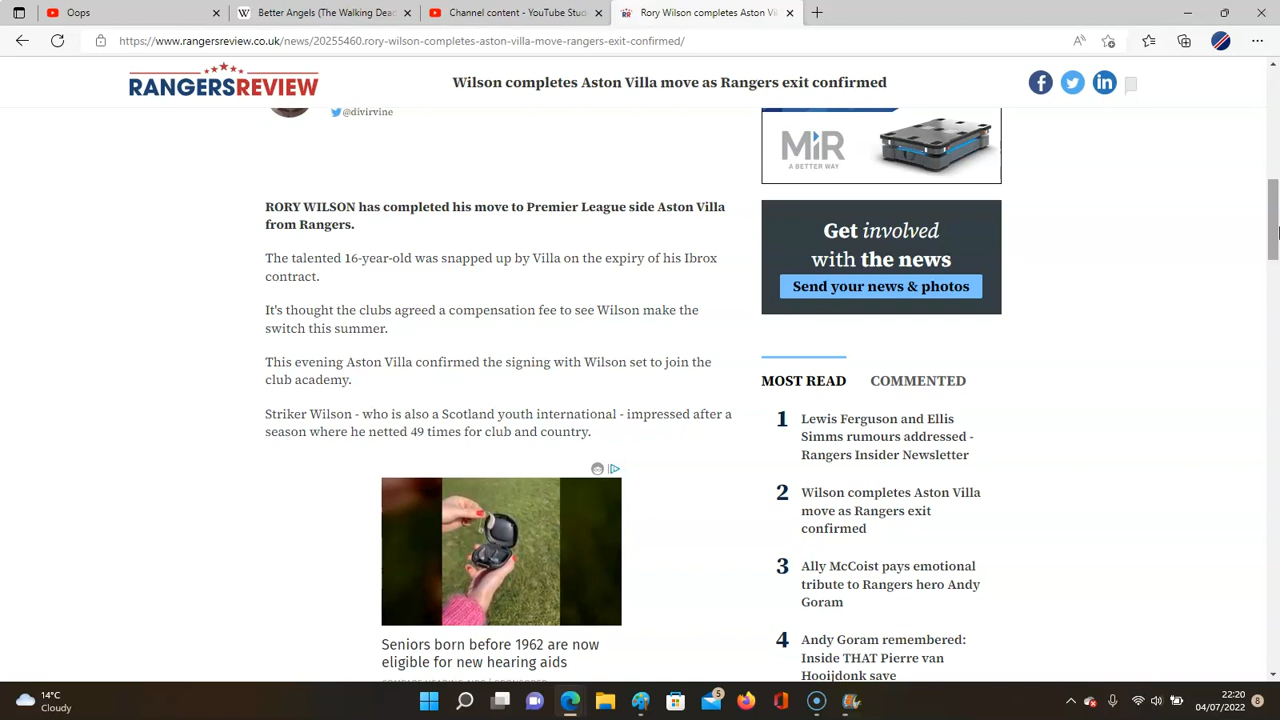 Oops
Better Angels (The Walking Dead
Channel content - YouTube Studi
Rory Wilson completes Aston Vi
https://www.rangersreview.co.uk/news/20255460.rory-wilson-completes-aston-villa-move-rangers-exit-confirmed/
RANGERSREVIEW
Wilson completes Aston Villa move as Rangers exit confirmed
@divirvine
RORY WILSON has completed his move to Premier League side Aston Villa
from Rangers.
The talented 16-year-old was snapped up by Villa on the expiry of his Ibrox
contract.
It's thought the clubs agreed a compensation fee to see Wilson make the
switch this summer.
This evening Aston Villa confirmed the signing with Wilson set to join the
club academy.
Striker Wilson - who is also a Scotland youth international - impressed after a
season where he netted 49 times for club and country.
Seniors born before 1962 are now
eligible for new hearing aids
MiR
A BETTER WAY
Get involved
with the news
Send your news & photos
MOST READ COMMENTED
1 Lewis Ferguson and Ellis
Simms rumours addressed -
Rangers Insider Newsletter
2 Wilson completes Aston Villa
move as Rangers exit
confirmed
3 Ally McCoist pays emotional
tribute to Rangers hero Andy
Goram
4 Andy Goram remembered:
Inside THAT Pierre van
Hooijdonk save
14°C
Cloudy
5
22:20
04/07/2022
8